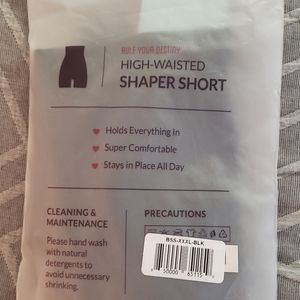 RULE YOUR DESTINY
HIGH-WAISTED
SHAPER SHORT
Holds Everything In
Super Comfortable
Stays in Place All Day
CLEANING &
MAINTENANCE
Please hand wash
with natural
detergents to
avoid unnecessary
shrinking.
PRECAUTIONS
BSS-XXXL-BLK